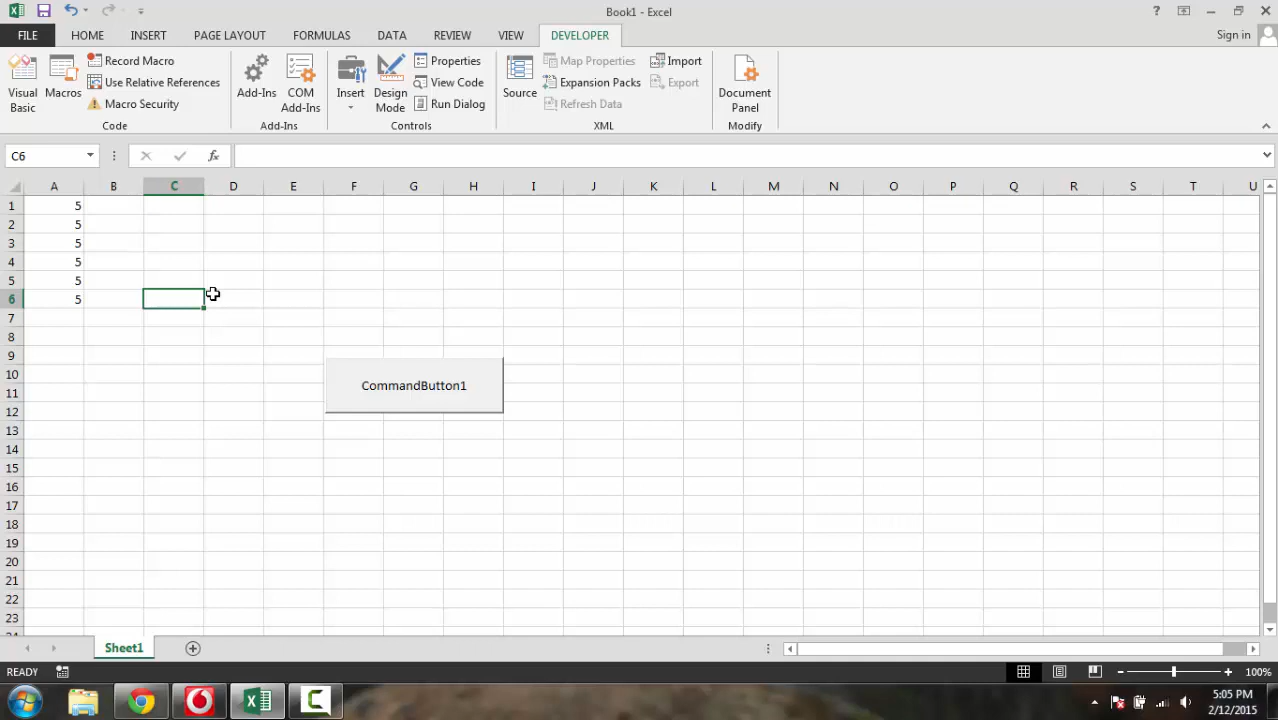 Book1 - Excel
FILE HOME INSERT PAGE LAYOUT FORMULAS DATA REVIEW VIEW DEVELOPER Sign in
Visual Basic
Macros
Record Macro
Use Relative References
Macro Security
Code
Add-Ins
COM Add-Ins
Add-Ins
Insert
Design Mode
Properties
View Code
Run Dialog
Controls
Source
Map Properties
Expansion Packs
Refresh Data
Import
Export
XML
Document Panel
Modify
C6 fx
A B C D E F G H I J K L M N O P Q R S T U
1 5
2 5
3 5
4 5
5 5
6 5
7
8
9
10
11
12
CommandButton1
13
14
15
16
17
18
19
20
21
22
23
24
Sheet1
READY 100%
5:05 PM
2/12/2015